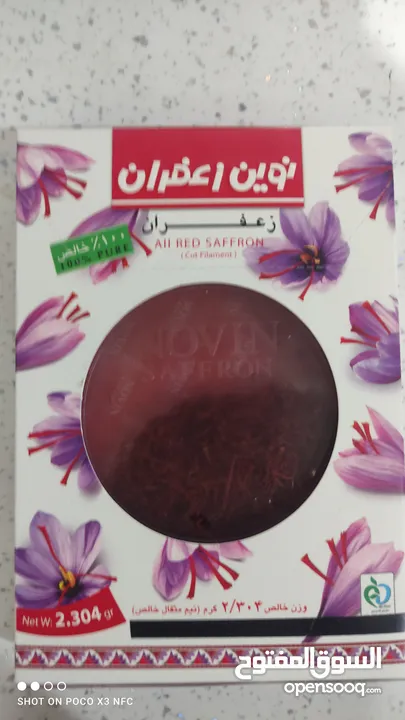 نوین زعفران
زعفران
All RED SAFFRON
(Cut Filament)
٪۱۰۰ خالص
100% PURE
NOVIN
SAFFRON
Net W: 2.304 gr
وزن خالص ۲/۳۰۴ گرم (نیم مثقال خالص)
السوق المفتوح
opensooq.com
SHOT ON POCO X3 NFC